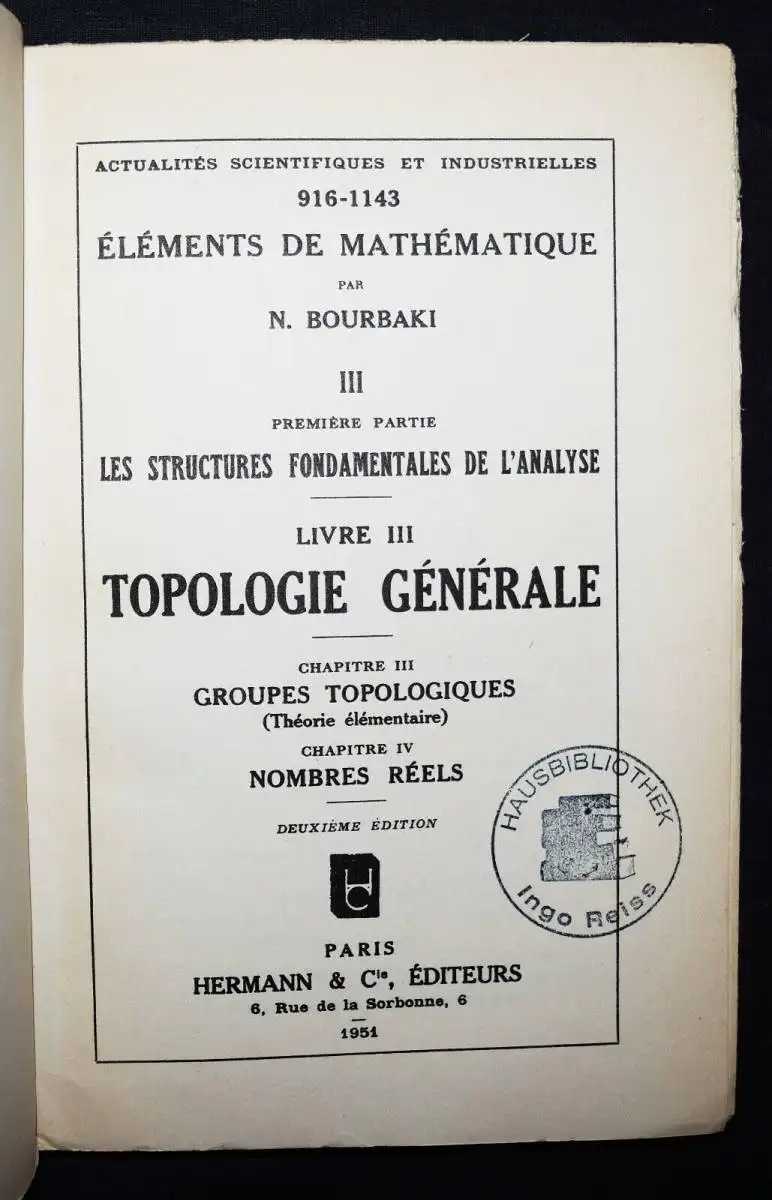 ACTUALITÉS SCIENTIFIQUES ET INDUSTRIELLES
916-1143
ÉLÉMENTS DE MATHÉMATIQUE
PAR
N. BOURBAKI
III
PREMIÈRE PARTIE
LES STRUCTURES FONDAMENTALES DE L'ANALYSE
LIVRE III
TOPOLOGIE GÉNÉRALE
CHAPITRE III
GROUPES TOPOLOGIQUES
(Théorie élémentaire)
CHAPITRE IV
NOMBRES RÉELS
DEUXIÈME ÉDITION
HAUSBIBLIOTHEK
Ingo Reiss
HC
PARIS
HERMANN & Cie, ÉDITEURS
6, Rue de la Sorbonne, 6
1951